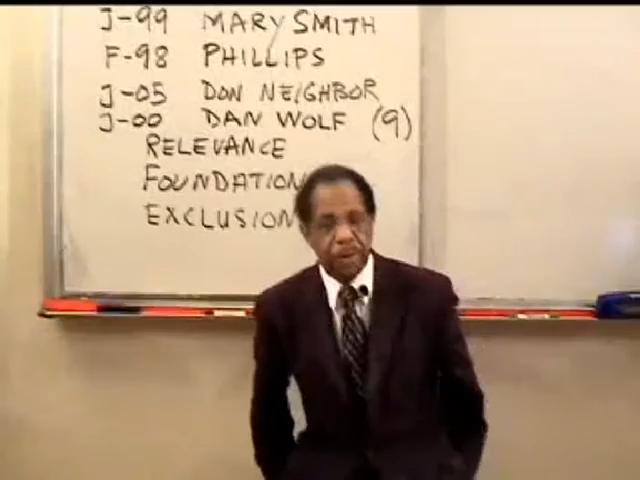 J-99 MARY SMITH
F-98 PHILLIPS
J-05 DON NEIGHBOR
J-00 DAN WOLF (9)
RELEVANCE
FOUNDATION
EXCLUSION